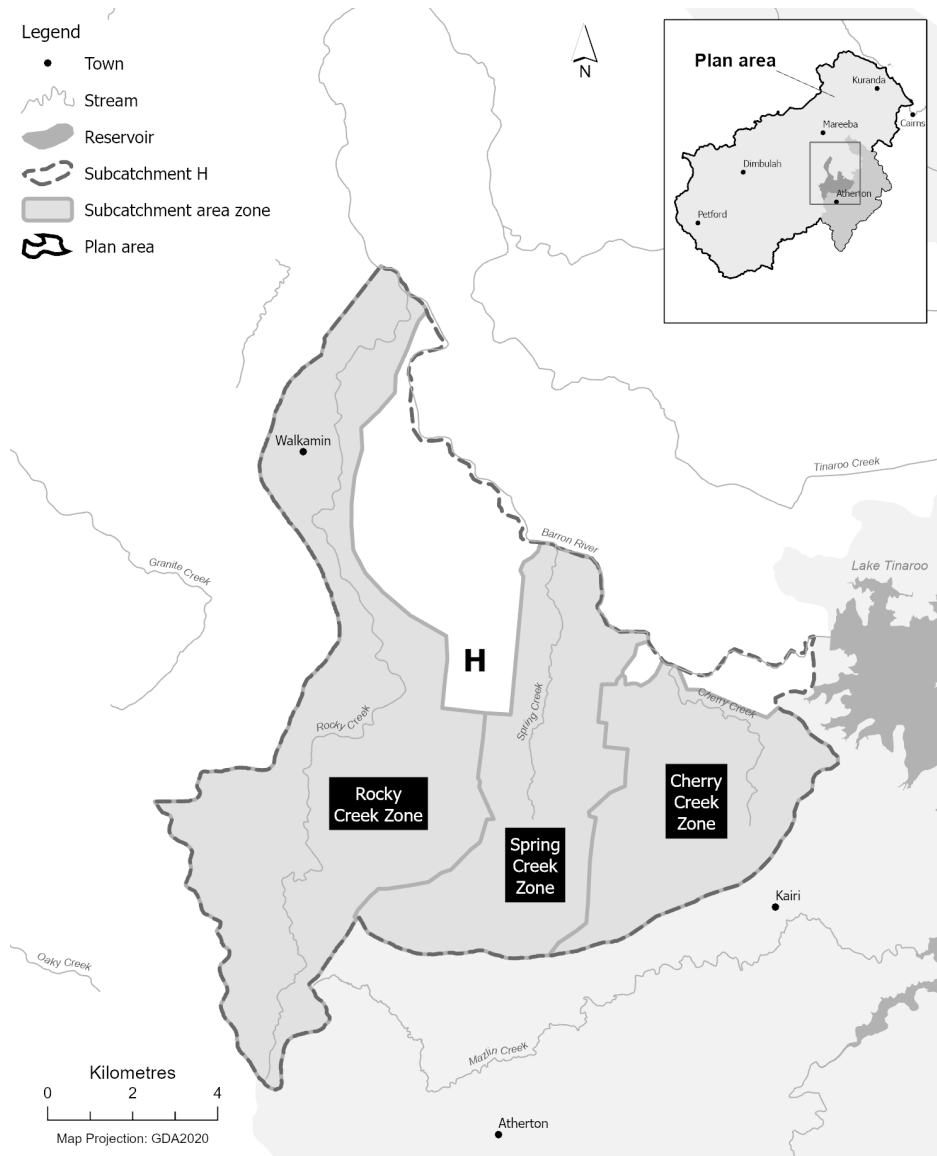 Legend
Town
Stream
Reservoir
Subcatchment H
Subcatchment area zone
Plan area
N
Plan area
Kuranda
Cairns
Mareeba
Dimbulah
Atherton
Petford
Walkamin
Tinaroo Creek
Barron River
Granite Creek
Lake Tinaroo
H
Spring Creek
Cherry Creek
Rocky Creek
Rocky
Creek Zone
Cherry
Creek
Zone
Spring
Creek
Zone
Kairi
Oaky Creek
Mazlin Creek
Kilometres
0 2 4
Map Projection: GDA2020
Atherton